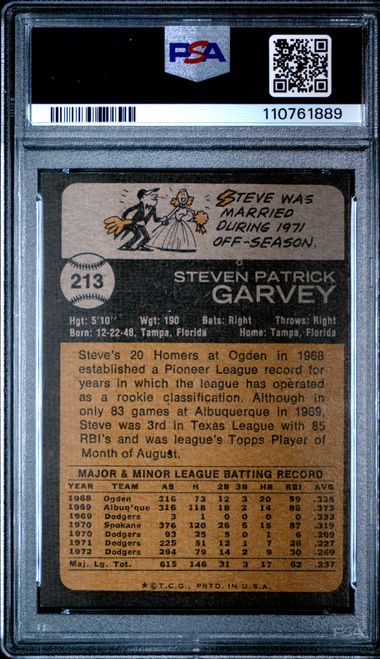 PSA
110761889
STEVE WAS
MARRIED
DURING 1971
OFF-SEASON.
213
STEVEN PATRICK
GARVEY
Hgt: 5'10" Wgt: 190 Bats: Right Throws: Right
Born: 12-22-48, Tampa, Florida Home: Tampa, Florida
Steve's 20 Homers at Ogden in 1968
established a Pioneer League record for
years in which the league has operated
as a rookie classification. Although in
only 83 games at Albuquerque in 1969,
Steve was 3rd in Texas League with 85
RBI's and was league's Topps Player of
Month of August.
MAJOR & MINOR LEAGUE BATTING RECORD
YEAR TEAM AB H 2B 3B HR RBI AVG
1968 Ogden 216 73 12 3 20 59 .338
1969 Albuq'que 316 118 18 2 14 85 .373
1969 Dodgers 3 1 0 0 0 0 .333
1970 Spokane 376 120 26 5 15 87 .319
1970 Dodgers 93 25 5 0 1 6 .269
1971 Dodgers 225 51 12 1 7 26 .227
1972 Dodgers 294 79 14 2 9 30 .269
Maj. Lg. Tot. 615 146 31 3 17 62 .237
*©T.C.G., PRTD. IN U.S.A.
PSA